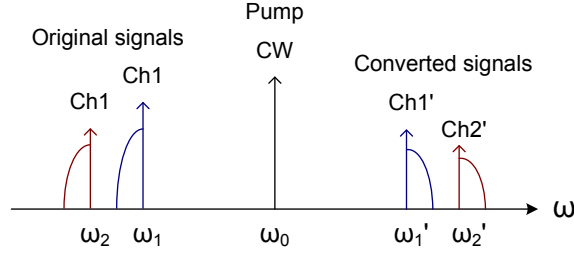 Pump
Original signals
CW
Converted signals
Ch1
Ch1
Ch1'
Ch2'
ω
ω₂
ω₁
ω₀
ω₁'
ω₂'